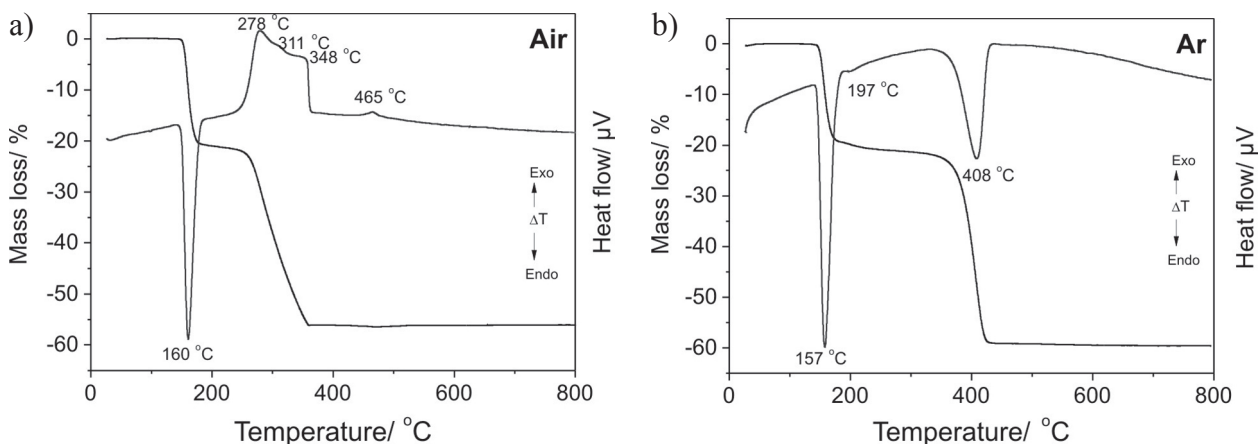 a)
Air
278 °C
311 °C
348 °C
465 °C
160 °C
0
-10
-20
-30
-40
-50
-60
Mass loss/ %
Heat flow/ µV
Exo
ΔT
Endo
0 200 400 600 800
Temperature/ °C
b)
Ar
197 °C
408 °C
157 °C
0
-10
-20
-30
-40
-50
-60
Mass loss/ %
Heat flow/ µV
Exo
ΔT
Endo
0 200 400 600 800
Temperature/ °C